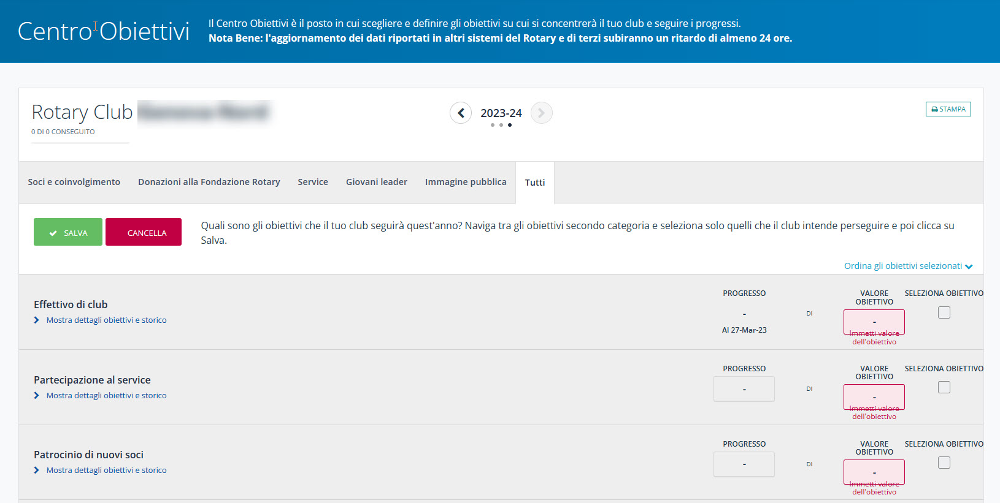 Centro Obiettivi
Il Centro Obiettivi è il posto in cui scegliere e definire gli obiettivi su cui si concentrerà il tuo club e seguire i progressi.
Nota Bene: l'aggiornamento dei dati riportati in altri sistemi del Rotary e di terzi subiranno un ritardo di almeno 24 ore.
Rotary Club
0 DI 0 CONSEGUITO
2023-24
STAMPA
Soci e coinvolgimento Donazioni alla Fondazione Rotary Service Giovani leader Immagine pubblica Tutti
SALVA CANCELLA
Quali sono gli obiettivi che il tuo club seguirà quest'anno? Naviga tra gli obiettivi secondo categoria e seleziona solo quelli che il club intende perseguire e poi clicca su
Salva.
Ordina gli obiettivi selezionati
Effettivo di club
Mostra dettagli obiettivi e storico
PROGRESSO
-
Al 27-Mar-23
DI
VALORE
OBIETTIVO
-
Immetti valore
dell'obiettivo
SELEZIONA OBIETTIVO
Partecipazione al service
Mostra dettagli obiettivi e storico
PROGRESSO
-
DI
VALORE
OBIETTIVO
-
Immetti valore
dell'obiettivo
SELEZIONA OBIETTIVO
Patrocinio di nuovi soci
Mostra dettagli obiettivi e storico
PROGRESSO
-
DI
VALORE
OBIETTIVO
-
Immetti valore
dell'obiettivo
SELEZIONA OBIETTIVO